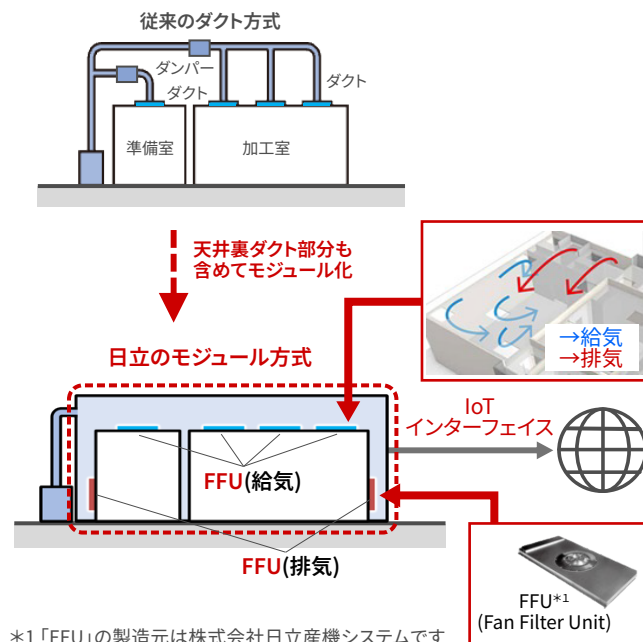 従来のダクト方式
ダンパー
ダクト
ダクト
準備室
加工室
天井裏ダクト部分も
含めてモジュール化
→給気
→排気
日立のモジュール方式
IoT
インターフェイス
FFU(給気)
FFU(排気)
FFU*1
(Fan Filter Unit)
*1 「FFU」の製造元は株式会社日立産機システムです